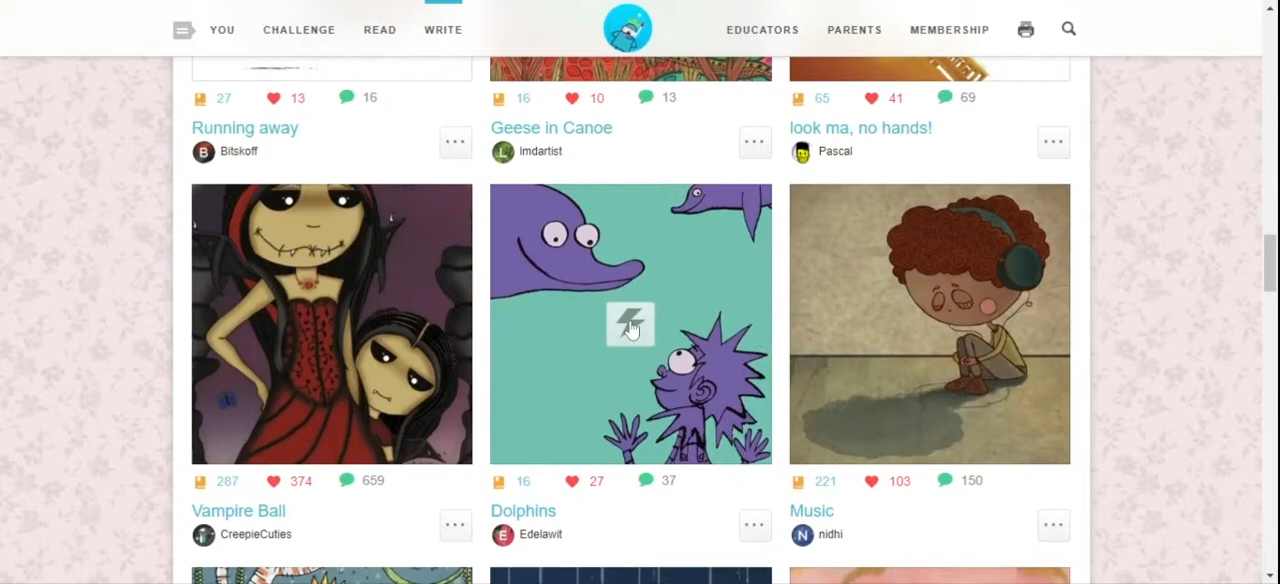 YOU CHALLENGE READ WRITE EDUCATORS PARENTS MEMBERSHIP
27 13 16 16 10 13 65 41 69
Running away Geese in Canoe look ma, no hands!
B Bitskoff L lmdartist Pascal
287 374 659 16 27 37 221 103 150
Vampire Ball Dolphins Music
CreepieCuties E Edelawit N nidhi